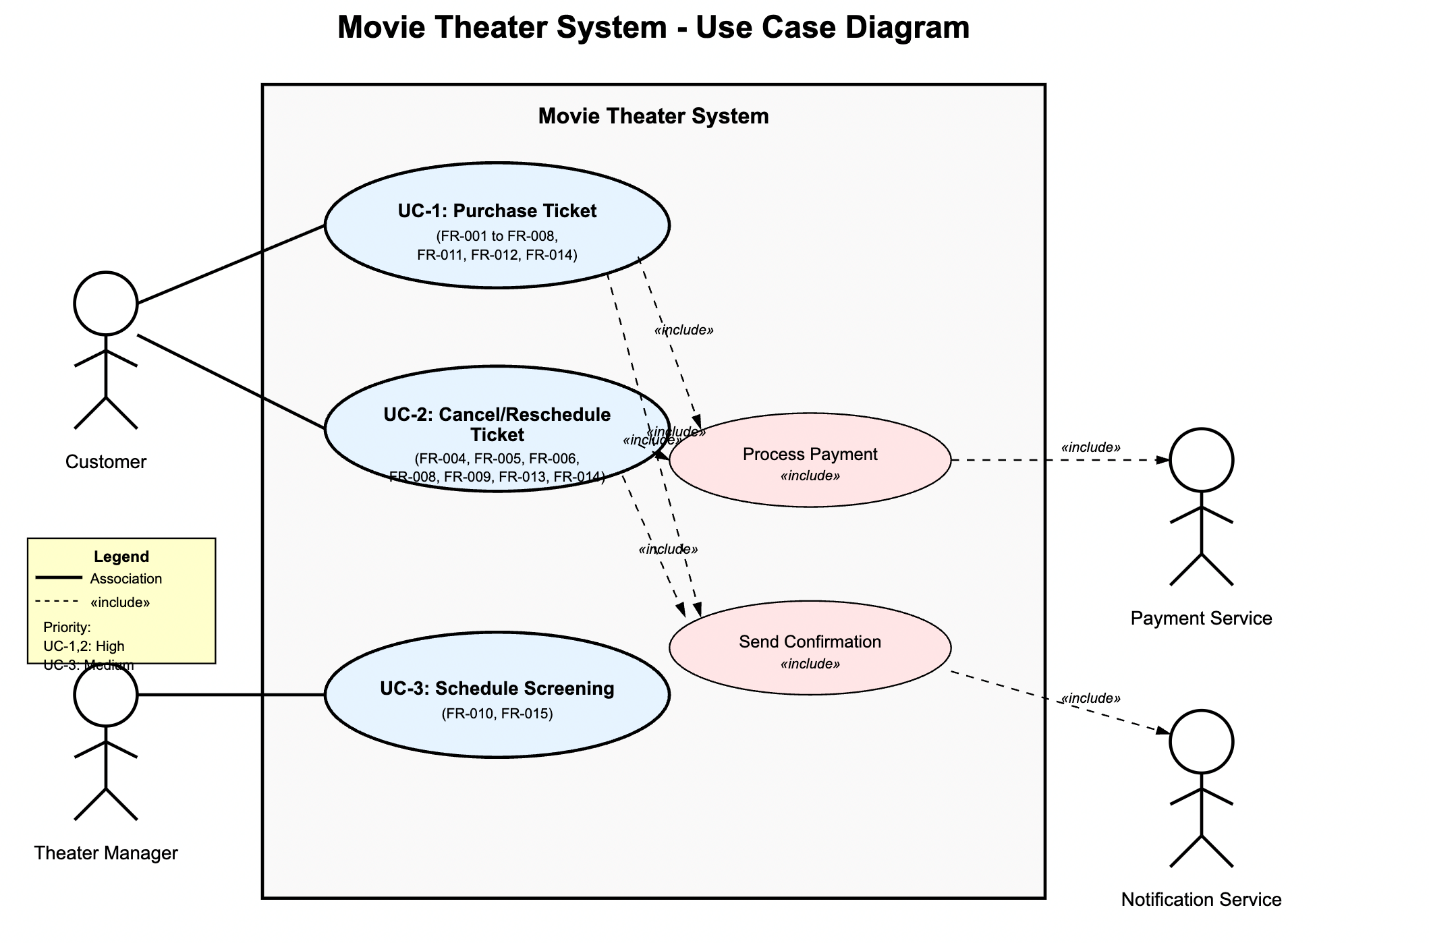 Movie Theater System - Use Case Diagram
Movie Theater System
UC-1: Purchase Ticket
(FR-001 to FR-008,
FR-011, FR-012, FR-014)
«include»
UC-2: Cancel/Reschedule
Ticket
(FR-004, FR-005, FR-006,
FR-008, FR-009, FR-013, FR-014)
«include»
«include»
Process Payment
«include»
«include»
Customer
«include»
Payment Service
Legend
Association
«include»
Priority:
UC-1,2: High
UC-3: Medium
Send Confirmation
«include»
UC-3: Schedule Screening
(FR-010, FR-015)
«include»
Theater Manager
Notification Service